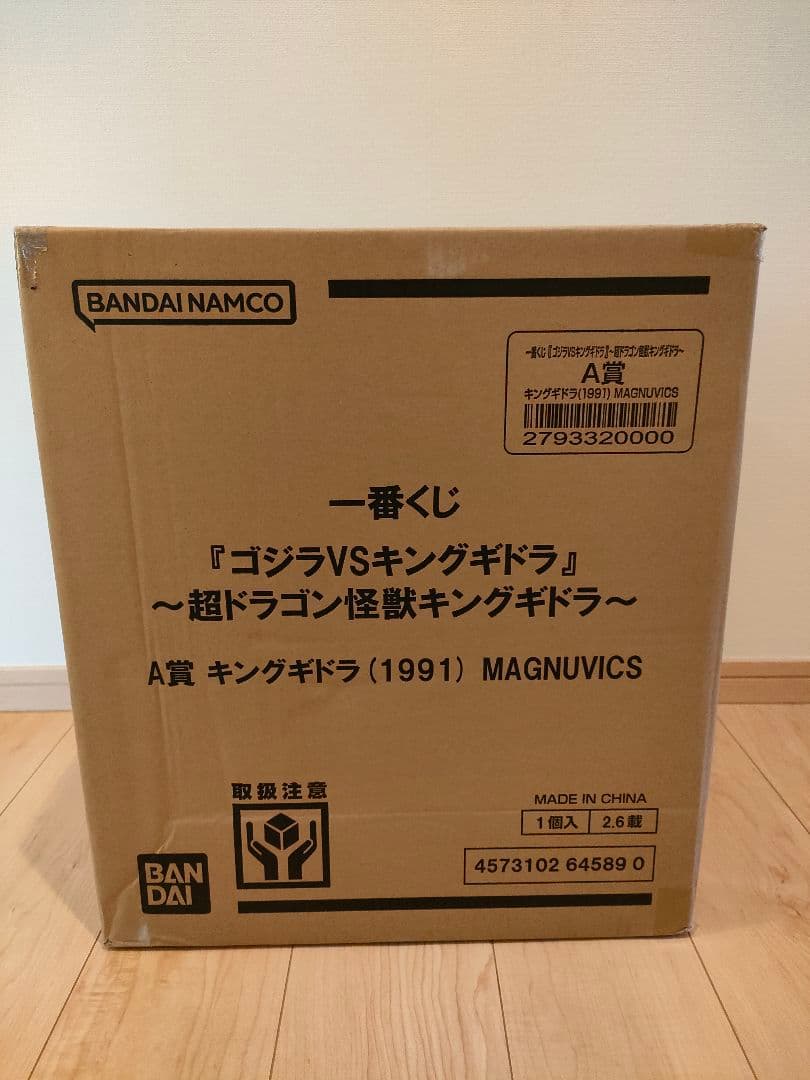 BANDAI NAMCO
一番くじ『ゴジラVSキングギドラ』~超ドラゴン怪獣キングギドラ~
A賞
キングギドラ(1991) MAGNUVICS
2793320000
一番くじ
『ゴジラVSキングギドラ』
~超ドラゴン怪獣キングギドラ~
A賞 キングギドラ(1991) MAGNUVICS
取扱注意
MADE IN CHINA
1個入 2.6載
BAN
DAI
4573102 64589 0